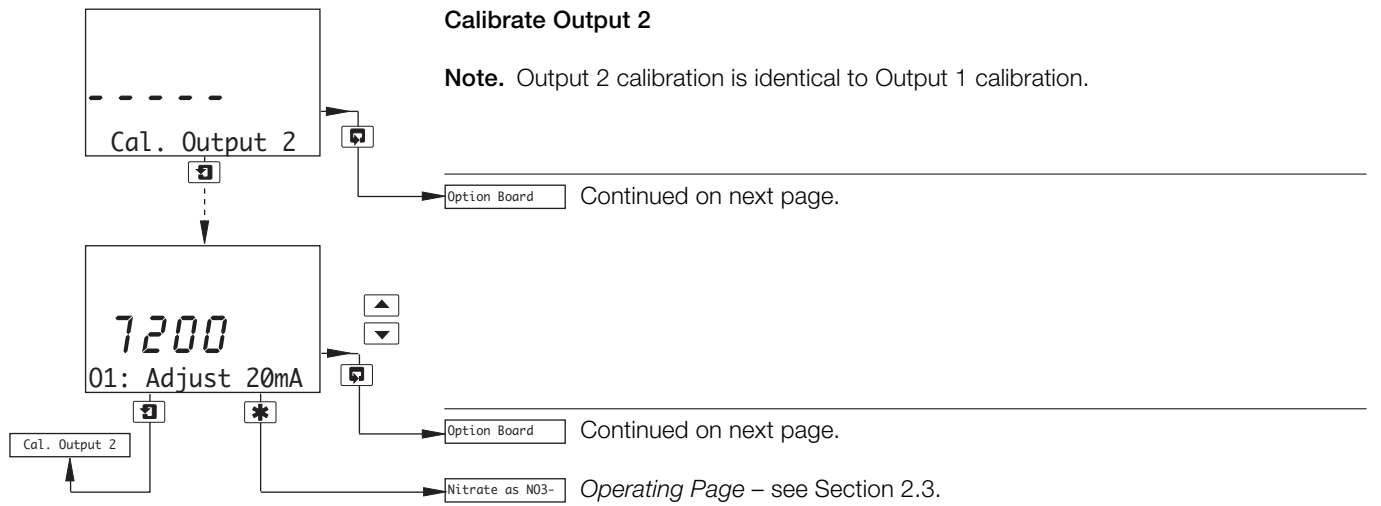 Calibrate Output 2
Note. Output 2 calibration is identical to Output 1 calibration.
- - - - -
Cal. Output 2
Option Board Continued on next page.
7200
O1: Adjust 20mA
Option Board Continued on next page.
Cal. Output 2
Nitrate as NO3- Operating Page – see Section 2.3.